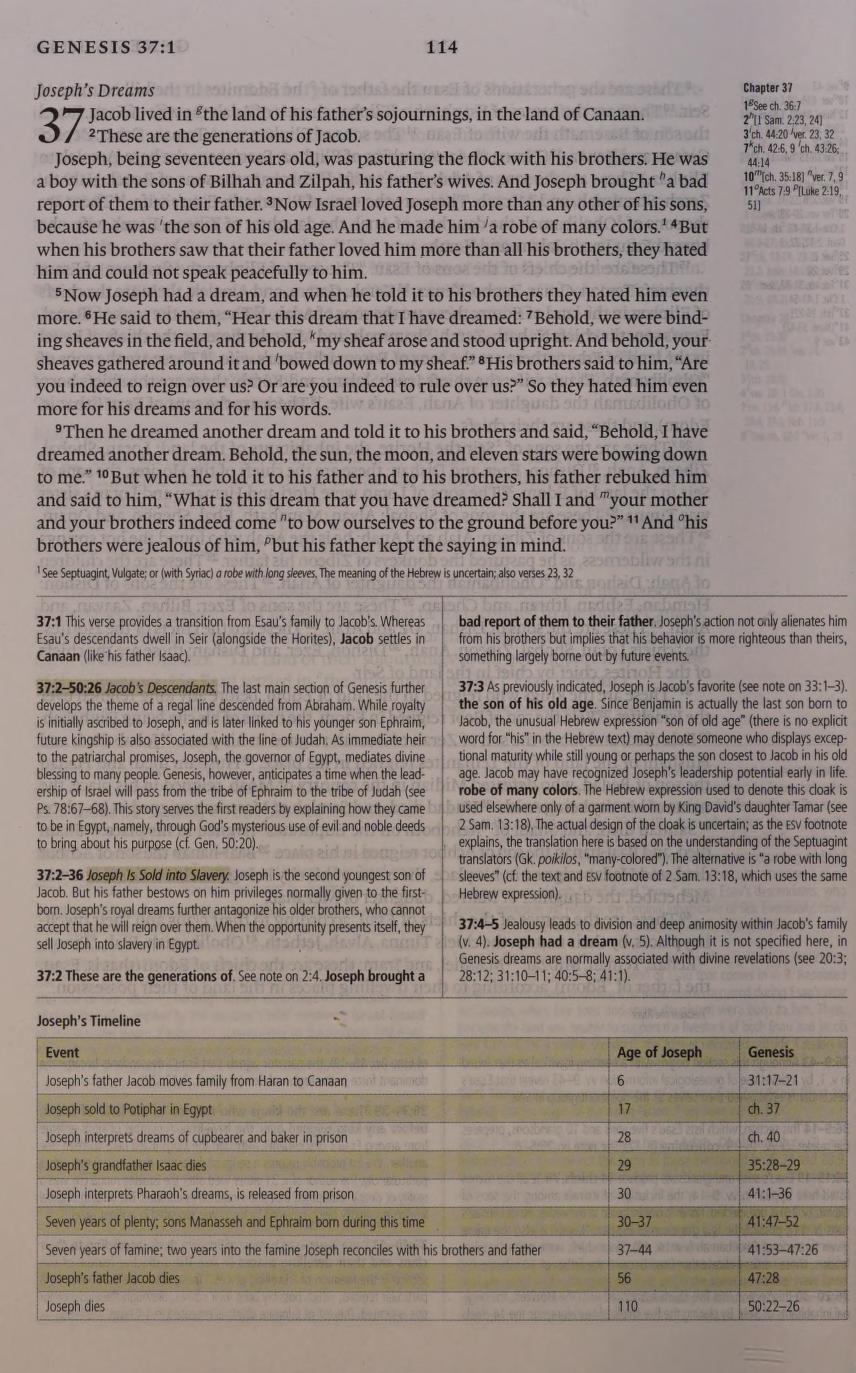 GENESIS 37:1
114
Joseph's Dreams
37 Jacob lived in ᵍthe land of his father's sojournings, in the land of Canaan.
²These are the generations of Jacob.
Joseph, being seventeen years old, was pasturing the flock with his brothers. He was
a boy with the sons of Bilhah and Zilpah, his father's wives. And Joseph brought ʰa bad
report of them to their father. ³Now Israel loved Joseph more than any other of his sons,
because he was ⁱthe son of his old age. And he made him ʲa robe of many colors.¹ ⁴But
when his brothers saw that their father loved him more than all his brothers, they hated
him and could not speak peacefully to him.
⁵Now Joseph had a dream, and when he told it to his brothers they hated him even
more. ⁶He said to them, “Hear this dream that I have dreamed: ⁷Behold, we were bind-
ing sheaves in the field, and behold, ᵏmy sheaf arose and stood upright. And behold, your
sheaves gathered around it and ˡbowed down to my sheaf.” ⁸His brothers said to him, “Are
you indeed to reign over us? Or are you indeed to rule over us?” So they hated him even
more for his dreams and for his words.
⁹Then he dreamed another dream and told it to his brothers and said, “Behold, I have
dreamed another dream. Behold, the sun, the moon, and eleven stars were bowing down
to me.” ¹⁰But when he told it to his father and to his brothers, his father rebuked him
and said to him, “What is this dream that you have dreamed? Shall I and ᵐyour mother
and your brothers indeed come ⁿto bow ourselves to the ground before you?” ¹¹And ᵒhis
brothers were jealous of him, ᵖbut his father kept the saying in mind.
¹ See Septuagint, Vulgate; or (with Syriac) a robe with long sleeves. The meaning of the Hebrew is uncertain; also verses 23, 32
Chapter 37
1ᵍSee ch. 36:7
2ʰ[1 Sam. 2:23, 24]
3ⁱch. 44:20 ʲver. 23, 32
7ᵏch. 42:6, 9 ˡch. 43:26;
44:14
10ᵐ[ch. 35:18] ⁿver. 7, 9
11ᵒActs 7:9 ᵖ[Luke 2:19,
51]
37:1 This verse provides a transition from Esau's family to Jacob's. Whereas
Esau's descendants dwell in Seir (alongside the Horites), Jacob settles in
Canaan (like his father Isaac).
37:2–50:26 Jacob's Descendants. The last main section of Genesis further
develops the theme of a regal line descended from Abraham. While royalty
is initially ascribed to Joseph, and is later linked to his younger son Ephraim,
future kingship is also associated with the line of Judah. As immediate heir
to the patriarchal promises, Joseph, the governor of Egypt, mediates divine
blessing to many people. Genesis, however, anticipates a time when the lead-
ership of Israel will pass from the tribe of Ephraim to the tribe of Judah (see
Ps. 78:67–68). This story serves the first readers by explaining how they came
to be in Egypt, namely, through God's mysterious use of evil and noble deeds
to bring about his purpose (cf. Gen. 50:20).
37:2–36 Joseph Is Sold into Slavery. Joseph is the second youngest son of
Jacob. But his father bestows on him privileges normally given to the first-
born. Joseph's royal dreams further antagonize his older brothers, who cannot
accept that he will reign over them. When the opportunity presents itself, they
sell Joseph into slavery in Egypt.
37:2 These are the generations of. See note on 2:4. Joseph brought a
bad report of them to their father. Joseph's action not only alienates him
from his brothers but implies that his behavior is more righteous than theirs,
something largely borne out by future events.
37:3 As previously indicated, Joseph is Jacob's favorite (see note on 33:1–3).
the son of his old age. Since Benjamin is actually the last son born to
Jacob, the unusual Hebrew expression “son of old age” (there is no explicit
word for “his” in the Hebrew text) may denote someone who displays excep-
tional maturity while still young or perhaps the son closest to Jacob in his old
age. Jacob may have recognized Joseph's leadership potential early in life.
robe of many colors. The Hebrew expression used to denote this cloak is
used elsewhere only of a garment worn by King David's daughter Tamar (see
2 Sam. 13:18). The actual design of the cloak is uncertain; as the ESV footnote
explains, the translation here is based on the understanding of the Septuagint
translators (Gk. poikilos, “many-colored”). The alternative is “a robe with long
sleeves” (cf. the text and ESV footnote of 2 Sam. 13:18, which uses the same
Hebrew expression).
37:4–5 Jealousy leads to division and deep animosity within Jacob's family
(v. 4). Joseph had a dream (v. 5). Although it is not specified here, in
Genesis dreams are normally associated with divine revelations (see 20:3;
28:12; 31:10–11; 40:5–8; 41:1).
Joseph's Timeline
Event Age of Joseph Genesis
Joseph's father Jacob moves family from Haran to Canaan 6 31:17–21
Joseph sold to Potiphar in Egypt 17 ch. 37
Joseph interprets dreams of cupbearer and baker in prison 28 ch. 40
Joseph's grandfather Isaac dies 29 35:28–29
Joseph interprets Pharaoh's dreams, is released from prison 30 41:1–36
Seven years of plenty; sons Manasseh and Ephraim born during this time 30–37 41:47–52
Seven years of famine; two years into the famine Joseph reconciles with his brothers and father 37–44 41:53–47:26
Joseph's father Jacob dies 56 47:28
Joseph dies 110 50:22–26